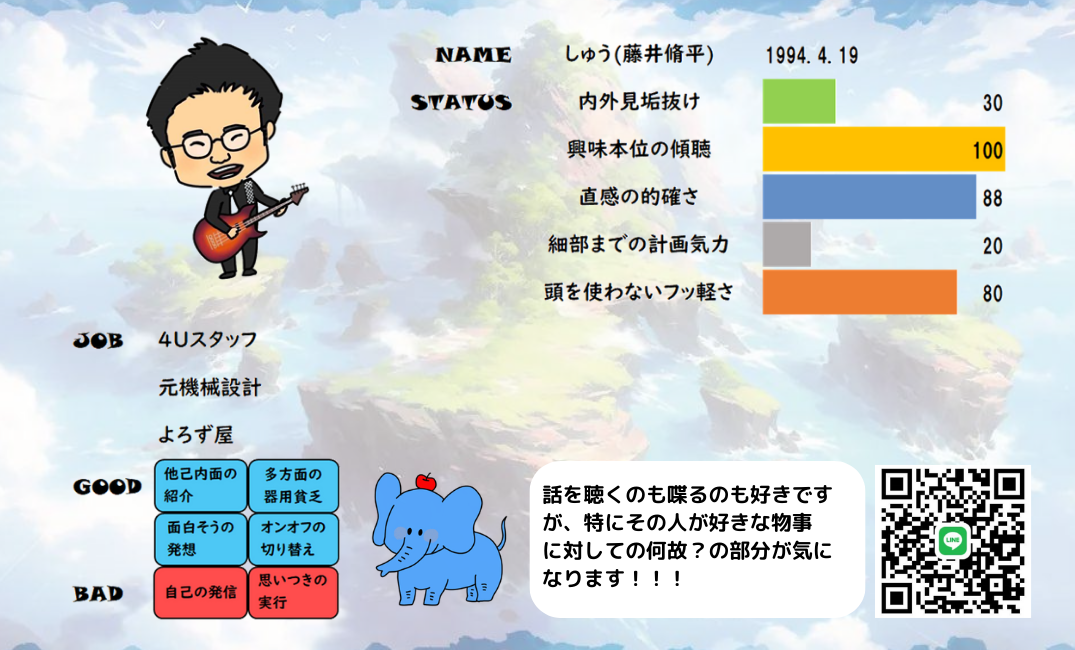 NAME しゅう(藤井脩平) 1994.4.19
STATUS 内外見垢抜け 30
興味本位の傾聴 100
直感の的確さ 88
細部までの計画気力 20
頭を使わないフッ軽さ 80
JOB 4Uスタッフ
元機械設計
よろず屋
GOOD
他己内面の
紹介
多方面の
器用貧乏
面白そうの
発想
オンオフの
切り替え
BAD
自己の発信
思いつきの
実行
話を聴くのも喋るのも好きです
が、特にその人が好きな物事
に対しての何故？の部分が気に
なります！！！
LINE